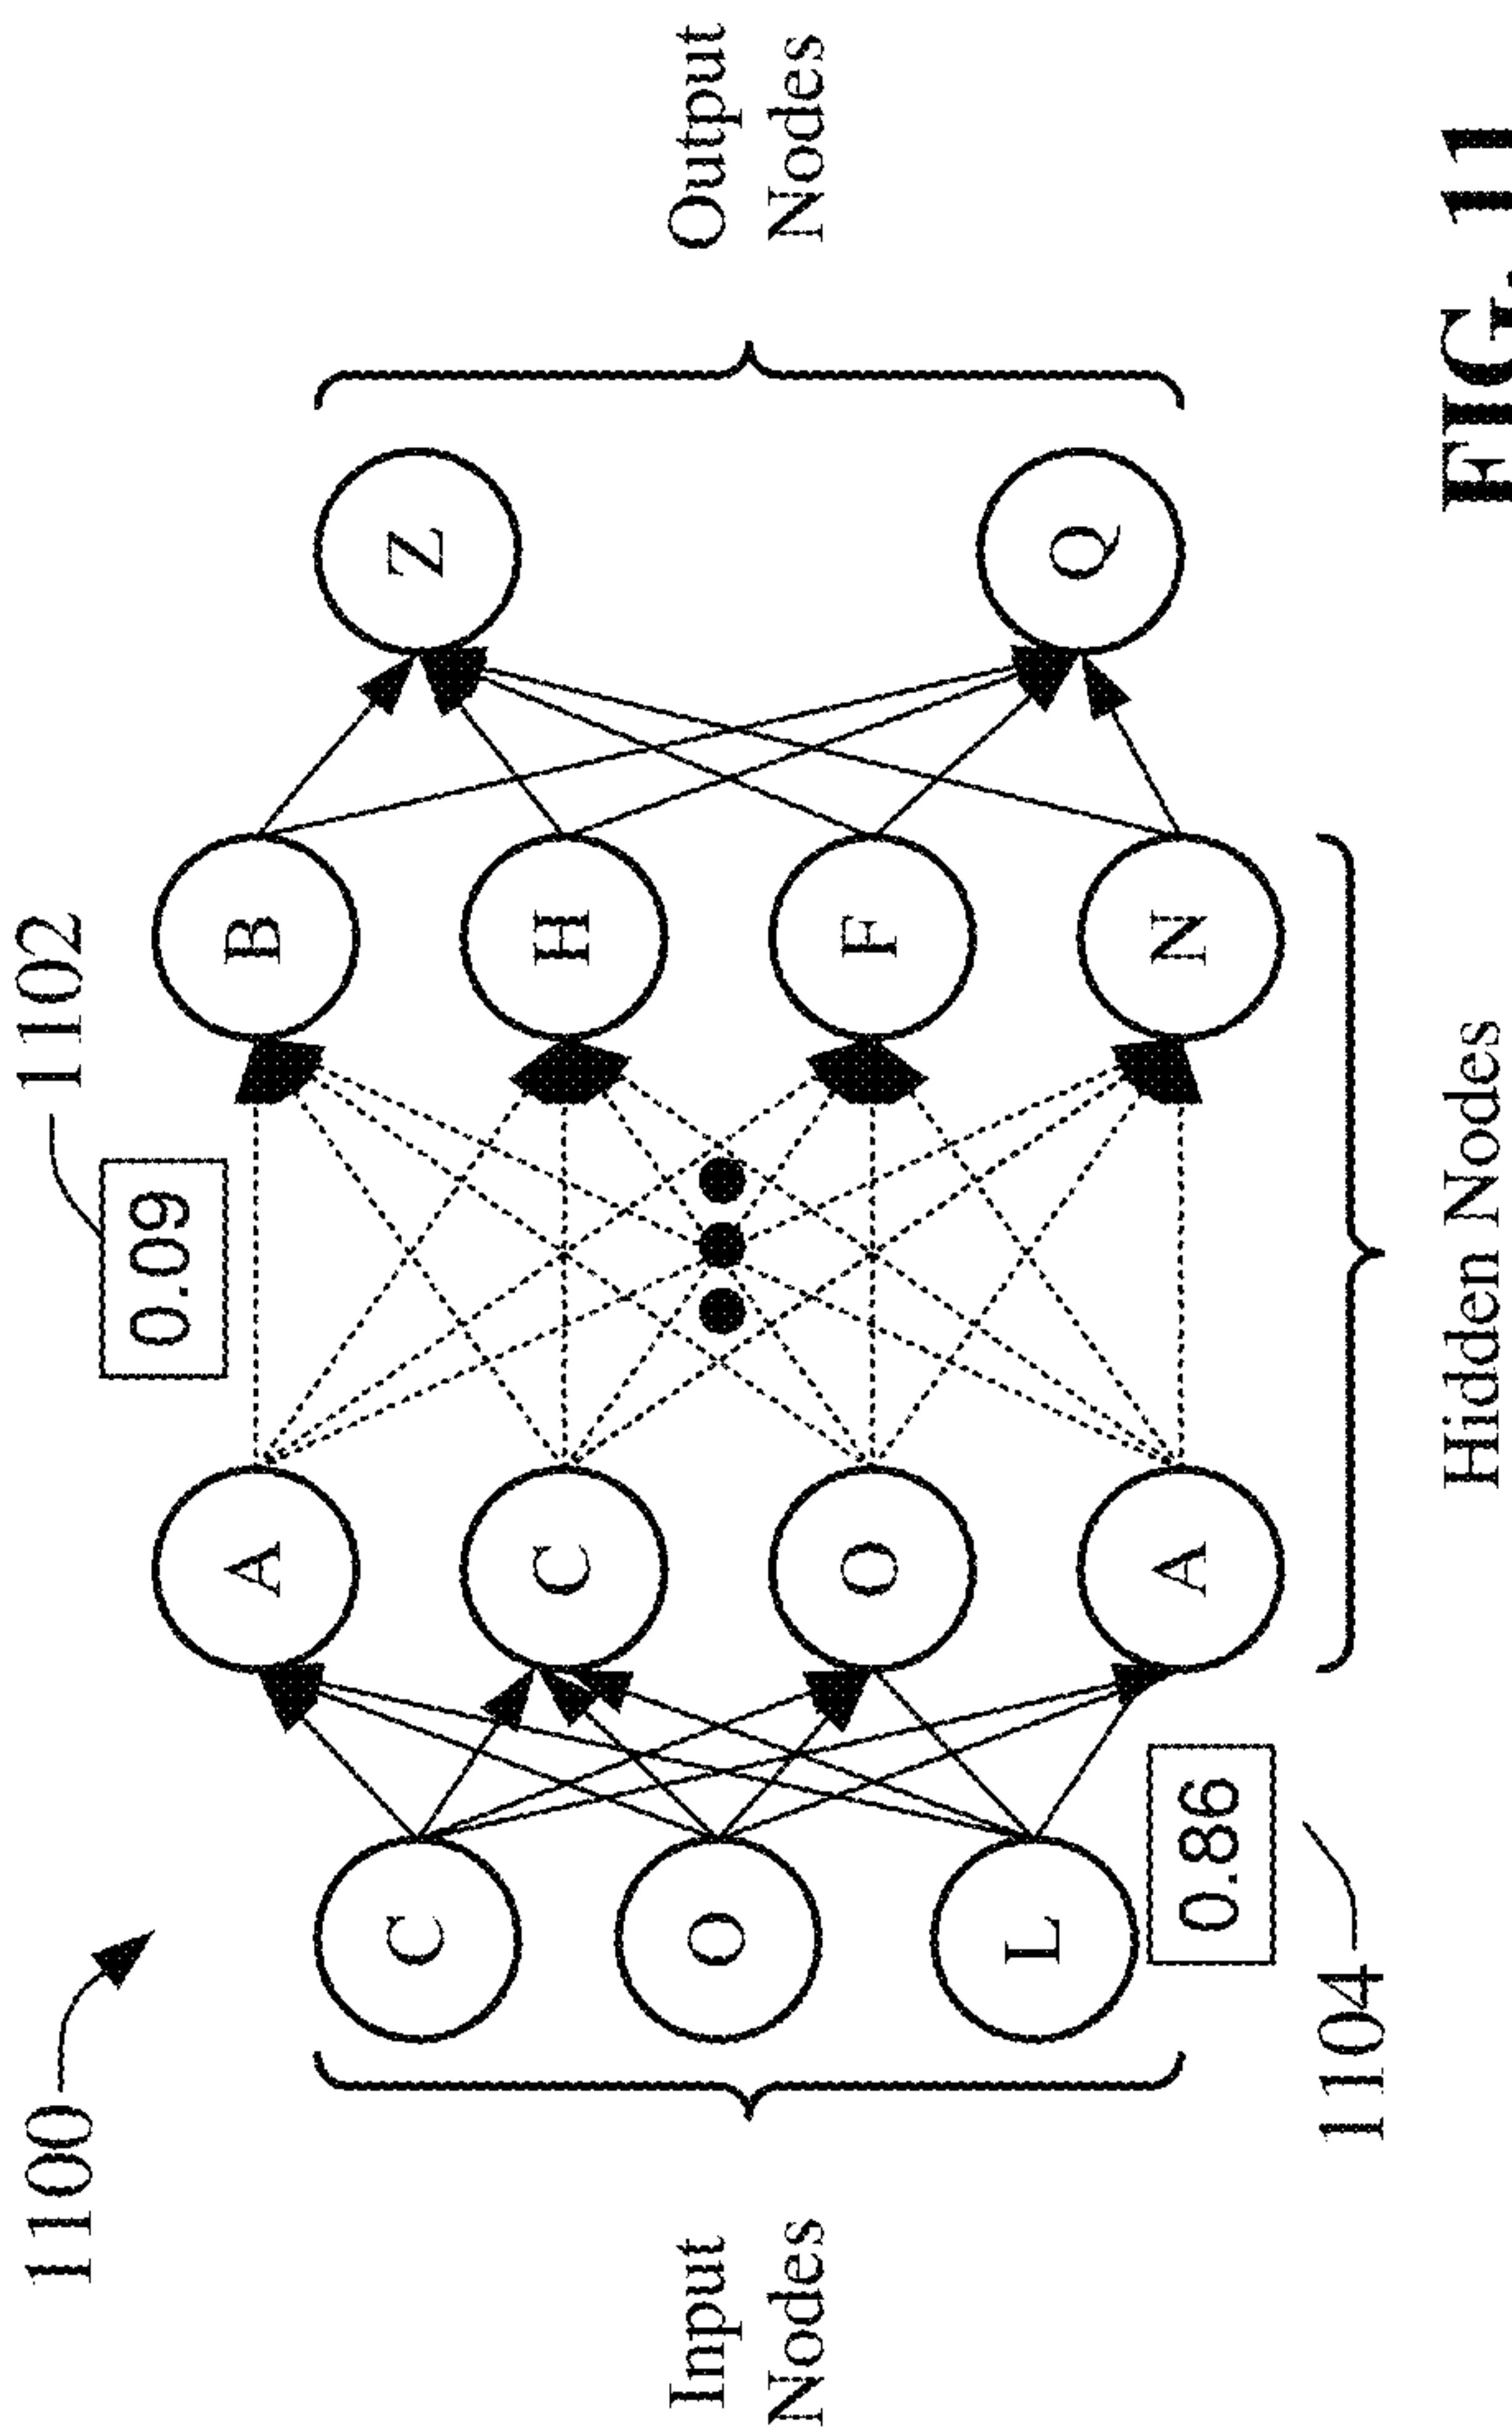 1100
1102
0.09
Input
Nodes
C
O
L
A
C
O
A
B
H
F
N
Z
Q
Output
Nodes
0.86
1104
Hidden Nodes
FIG. 11